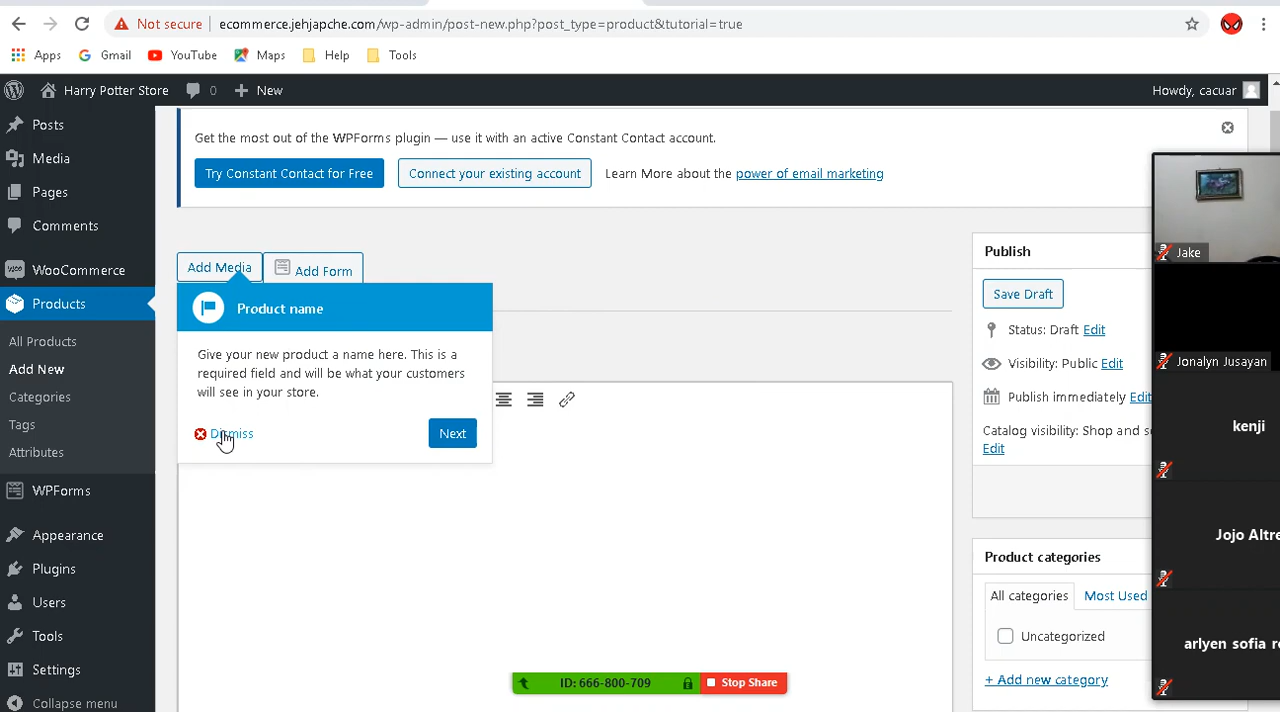 Not secure
ecommerce.jehjapche.com/wp-admin/post-new.php?post_type=product&tutorial=true
Apps
Gmail
YouTube
Maps
Help
Tools
Harry Potter Store
0
New
Howdy, cacuar
Posts
Media
Pages
Comments
WooCommerce
Products
All Products
Add New
Categories
Tags
Attributes
WPForms
Appearance
Plugins
Users
Tools
Settings
Collapse menu
Get the most out of the WPForms plugin — use it with an active Constant Contact account.
Try Constant Contact for Free
Connect your existing account
Learn More about the power of email marketing
Add Media
Add Form
Product name
Give your new product a name here. This is a
required field and will be what your customers
will see in your store.
Dismiss
Next
Publish
Save Draft
Status: Draft Edit
Visibility: Public Edit
Publish immediately Edit
Catalog visibility: Shop and
Edit
Product categories
All categories
Most Used
Uncategorized
+ Add new category
Jake
Jonalyn Jusayan
kenji
Jojo Altre
arlyen sofia
ID: 666-800-709
Stop Share